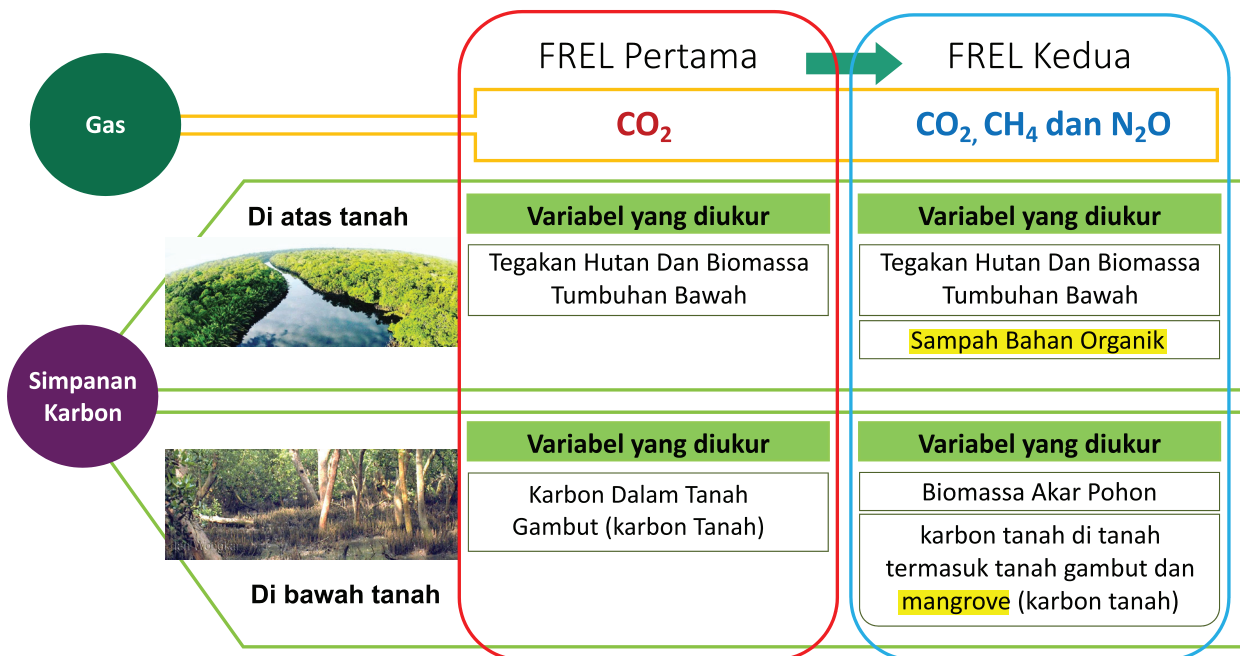 FREL Pertama
FREL Kedua
Gas
CO₂
CO₂, CH₄ dan N₂O
Di atas tanah
Variabel yang diukur
Variabel yang diukur
Tegakan Hutan Dan Biomassa
Tumbuhan Bawah
Tegakan Hutan Dan Biomassa
Tumbuhan Bawah
Sampah Bahan Organik
Simpanan
Karbon
Variabel yang diukur
Variabel yang diukur
Karbon Dalam Tanah
Gambut (karbon Tanah)
Biomassa Akar Pohon
karbon tanah di tanah
termasuk tanah gambut dan
mangrove (karbon tanah)
Di bawah tanah